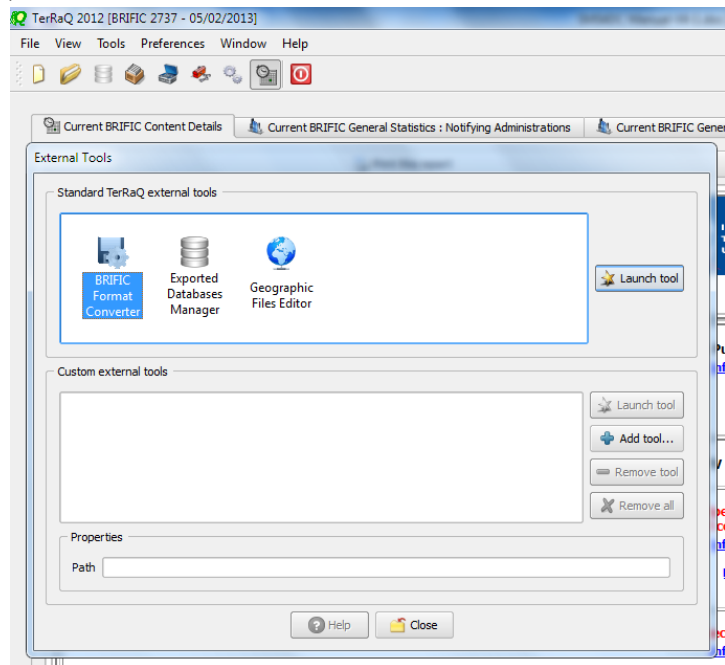 TerRaQ 2012 [BRIFIC 2737 - 05/02/2013]
File View Tools Preferences Window Help
Current BRIFIC Content Details Current BRIFIC General Statistics : Notifying Administrations Current BRIFIC Gene
External Tools
Standard TerRaQ external tools
BRIFIC
Format
Converter
Exported
Databases
Manager
Geographic
Files Editor
Launch tool
Custom external tools
Launch tool
Add tool...
Remove tool
Remove all
Properties
Path
Help Close